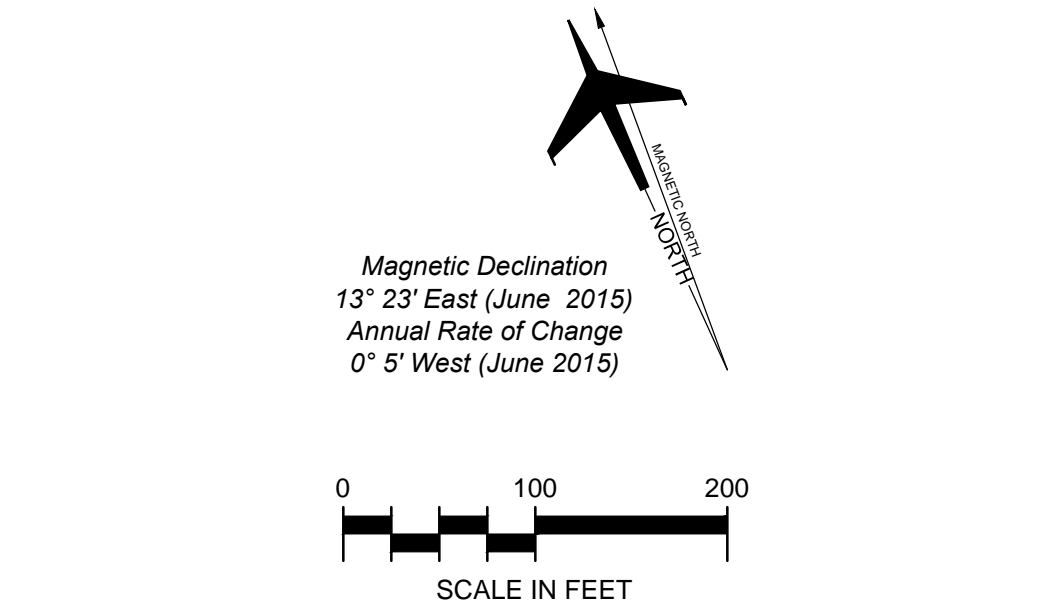 MAGNETIC NORTH
NORTH
Magnetic Declination
13° 23' East (June  2015)
Annual Rate of Change
0° 5' West (June 2015)
0 100 200
SCALE IN FEET